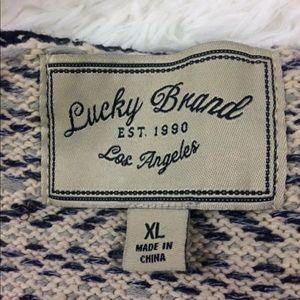 Lucky Brand
EST. 1990
Los Angeles
XL
MADE IN
CHINA